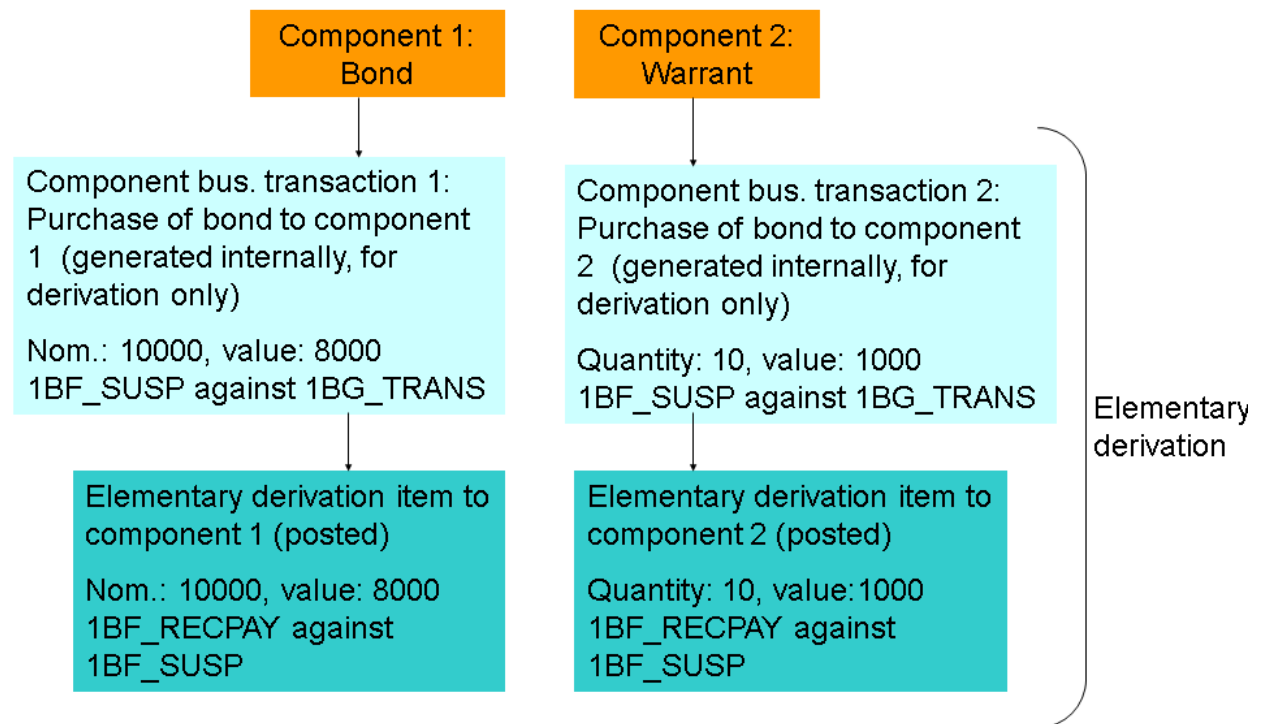 Component 1:
Bond
Component 2:
Warrant
Component bus. transaction 1:
Purchase of bond to component
1  (generated internally, for
derivation only)
Nom.: 10000, value: 8000
1BF_SUSP against 1BG_TRANS
Component bus. transaction 2:
Purchase of bond to component
2  (generated internally, for
derivation only)
Quantity: 10, value: 1000
1BF_SUSP against 1BG_TRANS
Elementary
derivation
Elementary derivation item to
component 1 (posted)
Nom.: 10000, value: 8000
1BF_RECPAY against
1BF_SUSP
Elementary derivation item to
component 2 (posted)
Quantity: 10, value:1000
1BF_RECPAY against
1BF_SUSP